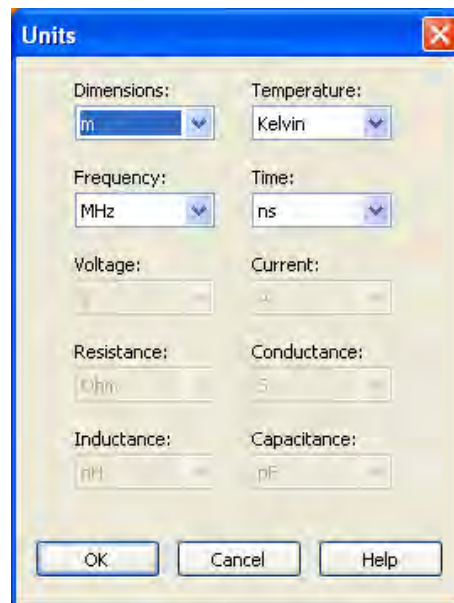 Units
Dimensions: Temperature:
m Kelvin
Frequency: Time:
MHz ns
Voltage: Current:
Resistance: Conductance:
Ohm S
Inductance: Capacitance:
nH pF
OK Cancel Help